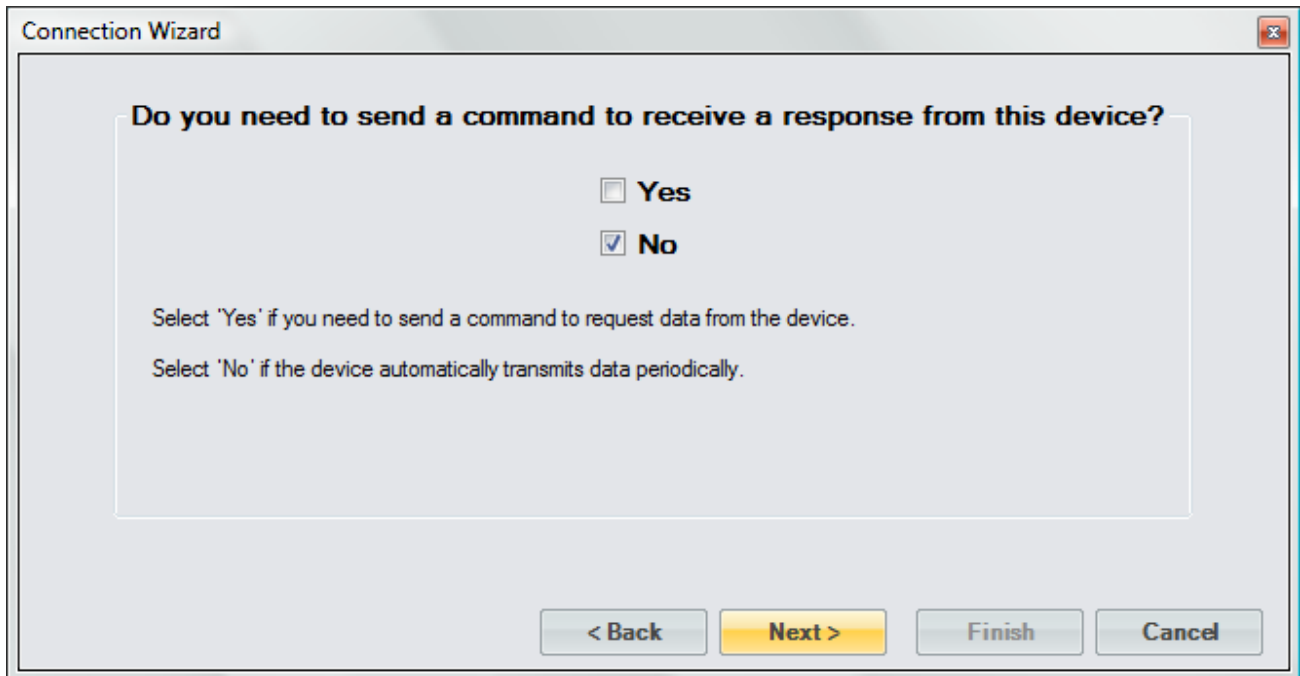 Connection Wizard
Do you need to send a command to receive a response from this device?
Yes
No
Select 'Yes' if you need to send a command to request data from the device.
Select 'No' if the device automatically transmits data periodically.
< Back Next > Finish Cancel